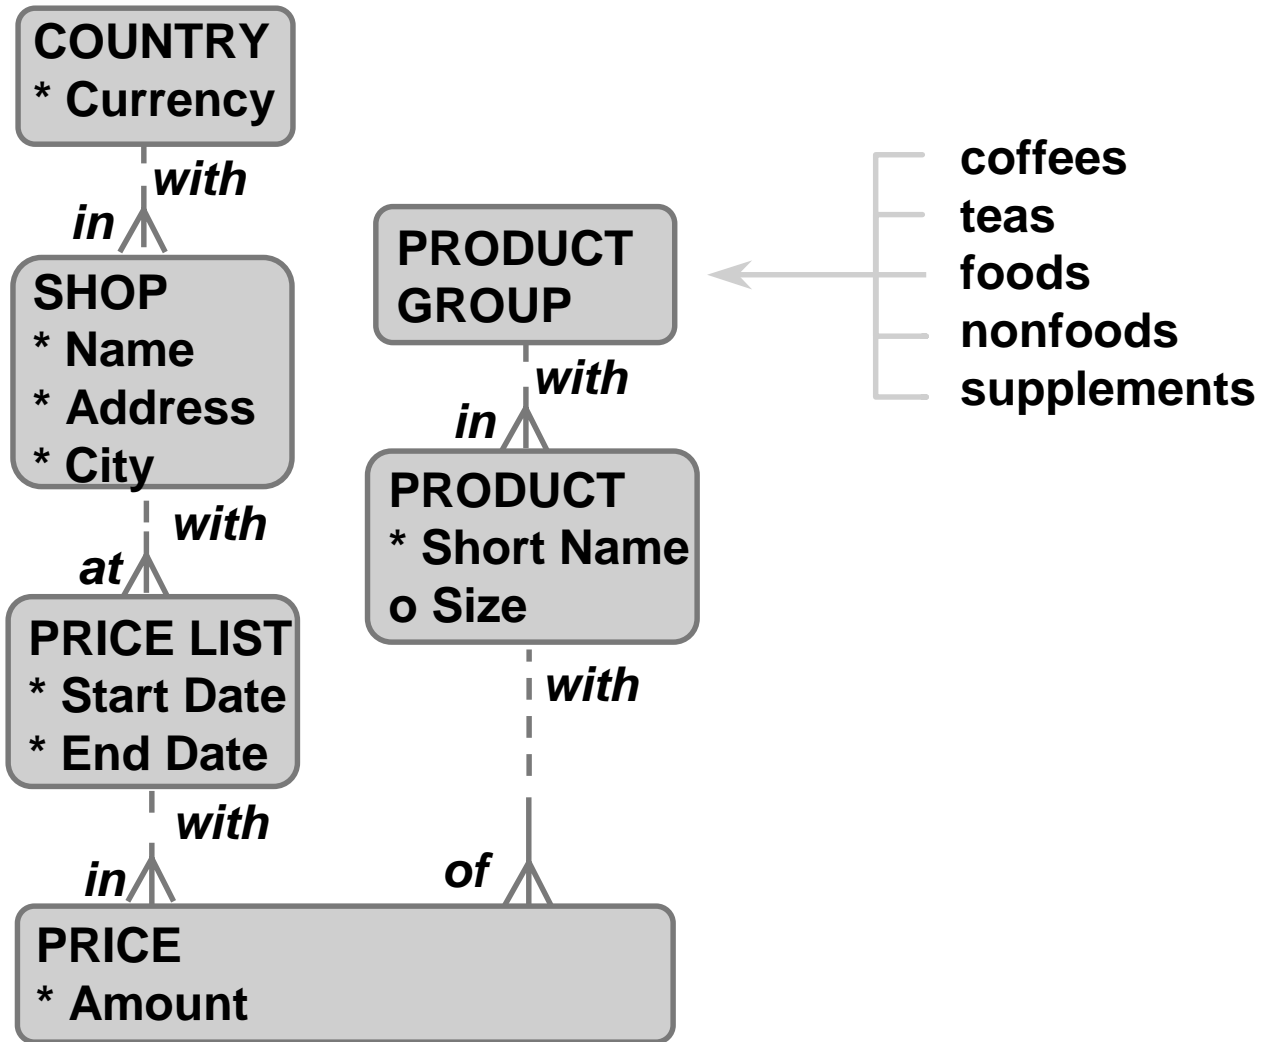 COUNTRY
* Currency
with
in
SHOP
* Name
* Address
* City
with
at
PRICE LIST
* Start Date
* End Date
with
in
PRODUCT
GROUP
with
in
PRODUCT
* Short Name
o Size
with
of
PRICE
* Amount
coffees
teas
foods
nonfoods
supplements